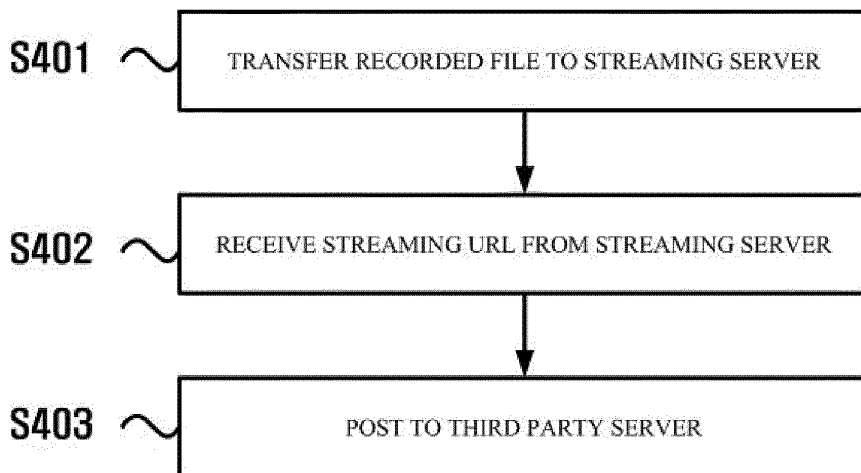 S401 TRANSFER RECORDED FILE TO STREAMING SERVER
S402 RECEIVE STREAMING URL FROM STREAMING SERVER
S403 POST TO THIRD PARTY SERVER